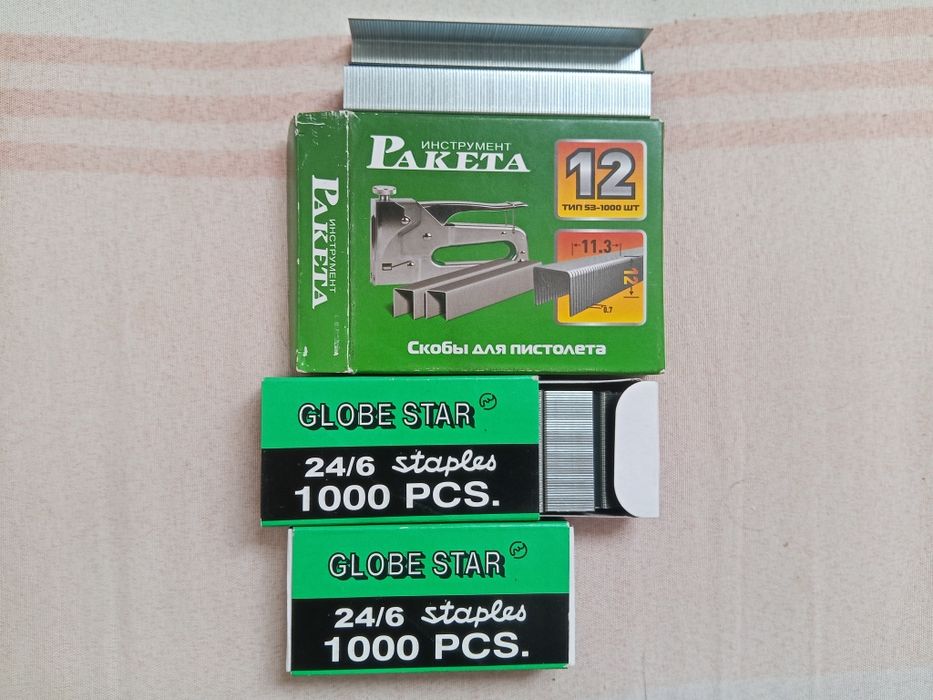 ИНСТРУМЕНТ
РАКЕТА
12
ТИП 53-1000 ШТ
11.3
12
0.7
Скобы для пистолета
ИНСТРУМЕНТ
РАКЕТА
GLOBE STAR
24/6 staples
1000 PCS.
GLOBE STAR
24/6 staples
1000 PCS.